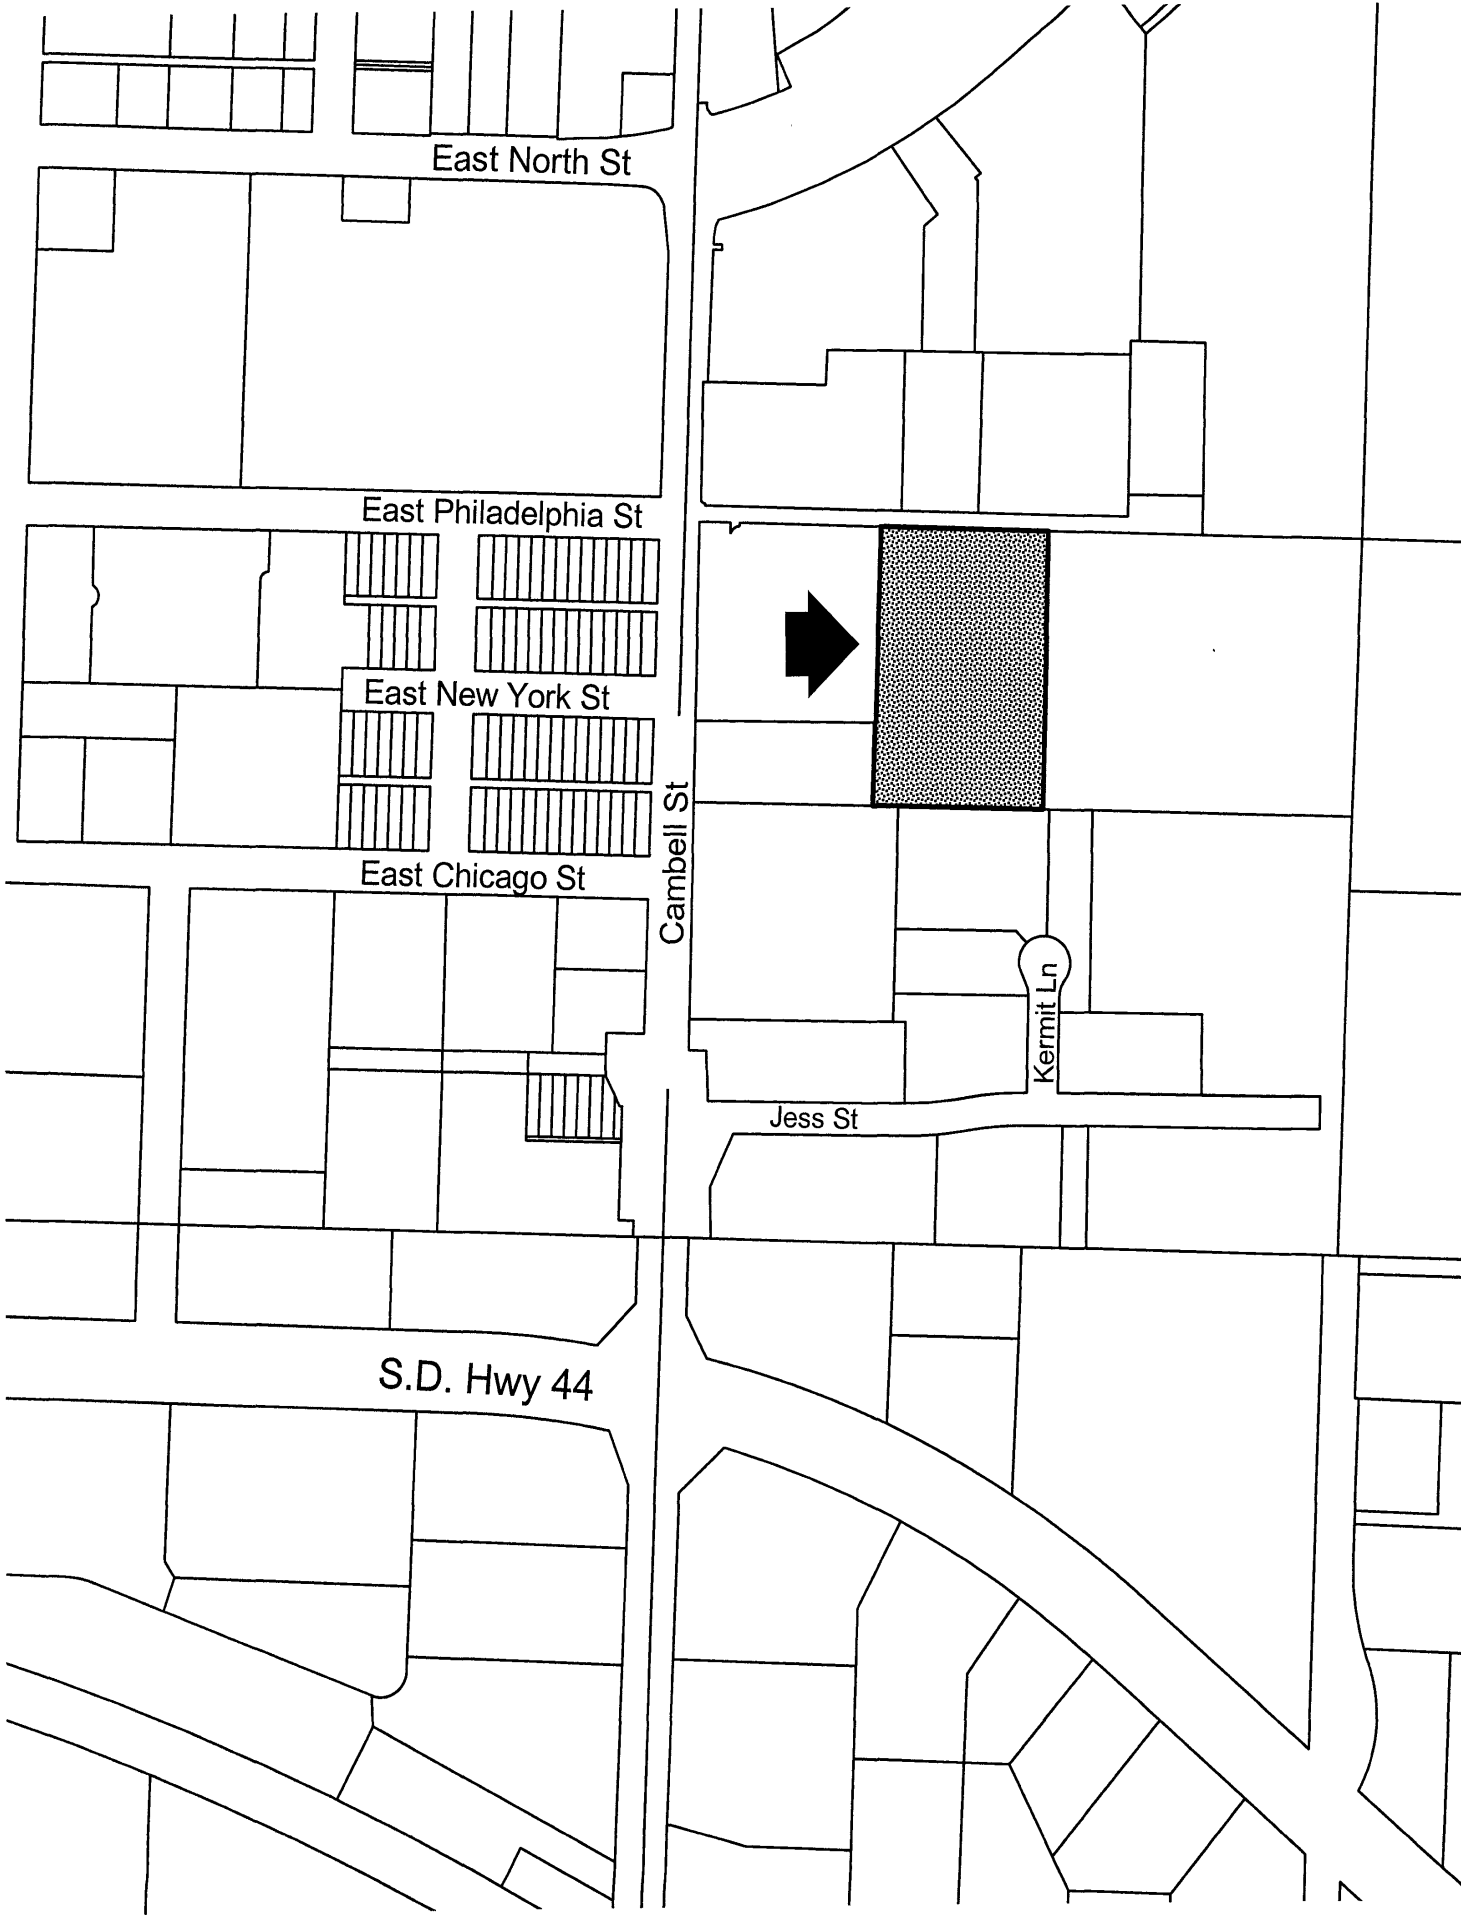 East North St
East Philadelphia St
East New York St
Cambell St
East Chicago St
Kermit Ln
Jess St
S.D. Hwy 44